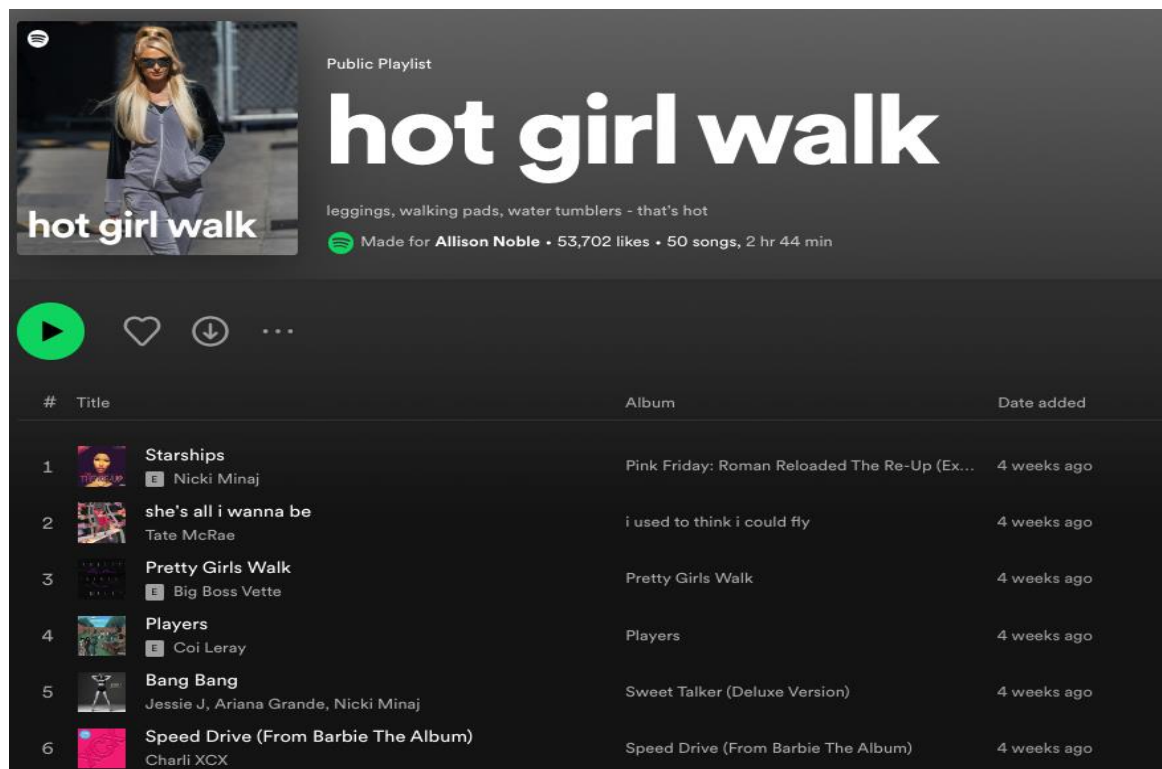 hot girl walk
Public Playlist
hot girl walk
leggings, walking pads, water tumblers - that's hot
Made for Allison Noble • 53,702 likes • 50 songs, 2 hr 44 min
# Title Album Date added
1 Starships Pink Friday: Roman Reloaded The Re-Up (Ex... 4 weeks ago
E Nicki Minaj
2 she's all i wanna be i used to think i could fly 4 weeks ago
Tate McRae
3 Pretty Girls Walk Pretty Girls Walk 4 weeks ago
E Big Boss Vette
4 Players Players 4 weeks ago
E Coi Leray
5 Bang Bang Sweet Talker (Deluxe Version) 4 weeks ago
Jessie J, Ariana Grande, Nicki Minaj
6 Speed Drive (From Barbie The Album) Speed Drive (From Barbie The Album) 4 weeks ago
Charli XCX